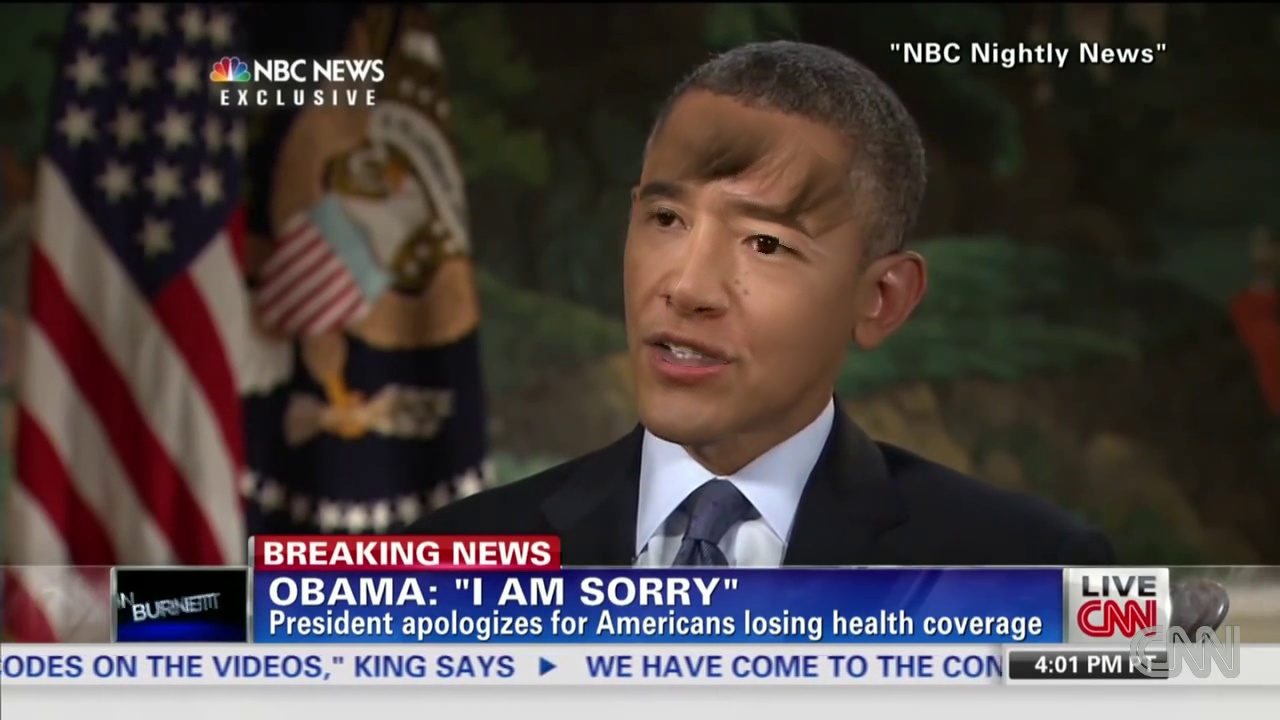 NBC NEWS
EXCLUSIVE
"NBC Nightly News"
BREAKING NEWS
BURNETT
OBAMA: "I AM SORRY"
President apologizes for Americans losing health coverage
LIVE
CNN
ODES ON THE VIDEOS," KING SAYS ▶ WE HAVE COME TO THE CON
4:01 PM PT
CNN